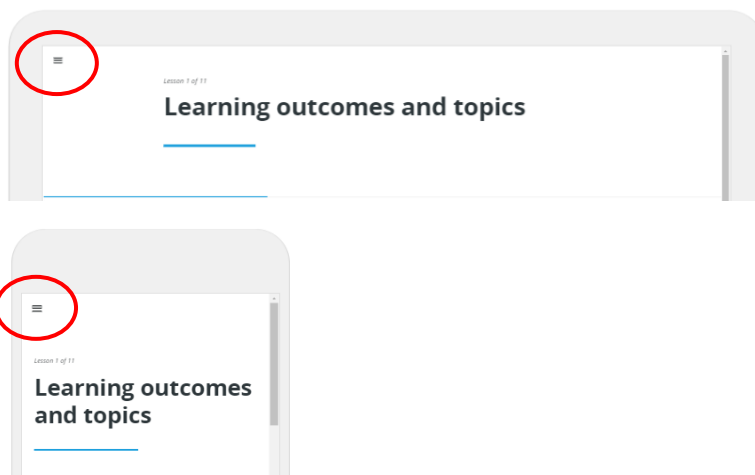 Lesson 1 of 11
Learning outcomes and topics
Lesson 1 of 11
Learning outcomes
and topics